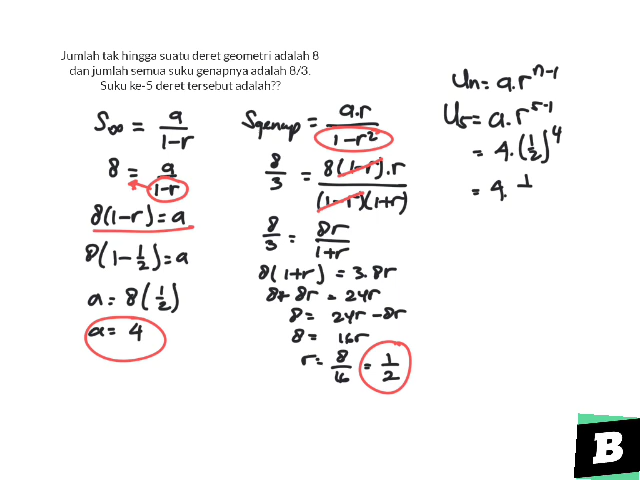 Jumlah tak hingga suatu deret geometri adalah 8
dan jumlah semua suku genapnya adalah 8/3.
Suku ke-5 deret tersebut adalah??
S∞ = a/(1-r)
8 = a/(1-r)
8(1-r) = a
8(1-1/2) = a
a = 8(1/2)
a = 4
Sgenap = a.r/(1-r²)
8/3 = 8(1-r).r/((1-r)(1+r))
8/3 = 8r/(1+r)
8(1+r) = 3.8r
8+8r = 24r
8 = 24r-8r
8 = 16r
r = 8/16 = 1/2
Un = a.r^(n-1)
U5 = a.r^(5-1)
= 4.(1/2)^4
= 4. 1
B